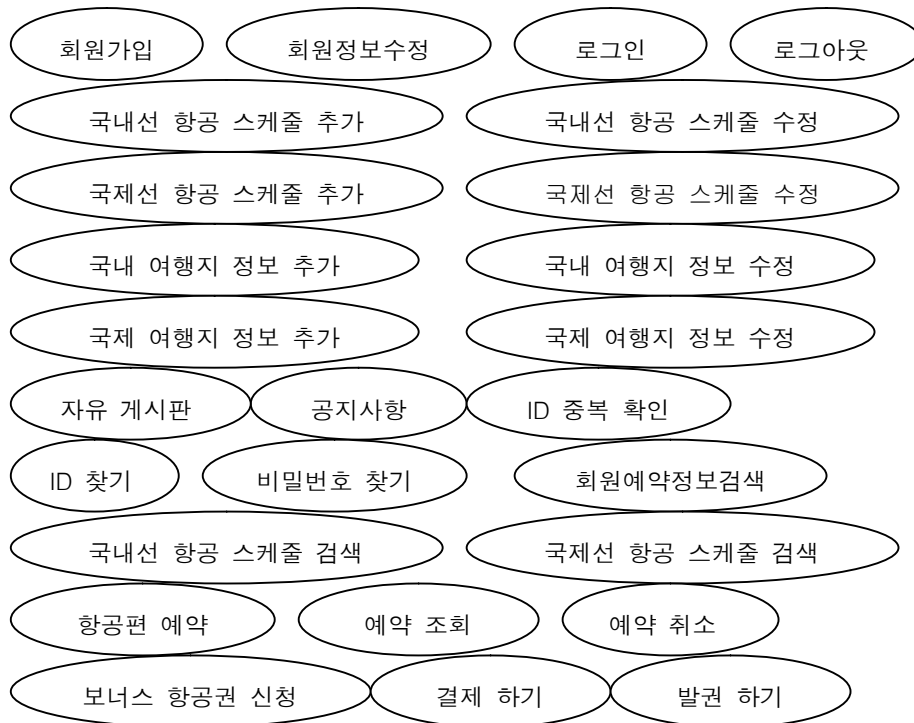 회원가입 회원정보수정 로그인 로그아웃
국내선 항공 스케줄 추가 국내선 항공 스케줄 수정
국제선 항공 스케줄 추가 국제선 항공 스케줄 수정
국내 여행지 정보 추가 국내 여행지 정보 수정
국제 여행지 정보 추가 국제 여행지 정보 수정
자유 게시판 공지사항 ID 중복 확인
ID 찾기 비밀번호 찾기 회원예약정보검색
국내선 항공 스케줄 검색 국제선 항공 스케줄 검색
항공편 예약 예약 조회 예약 취소
보너스 항공권 신청 결제 하기 발권 하기